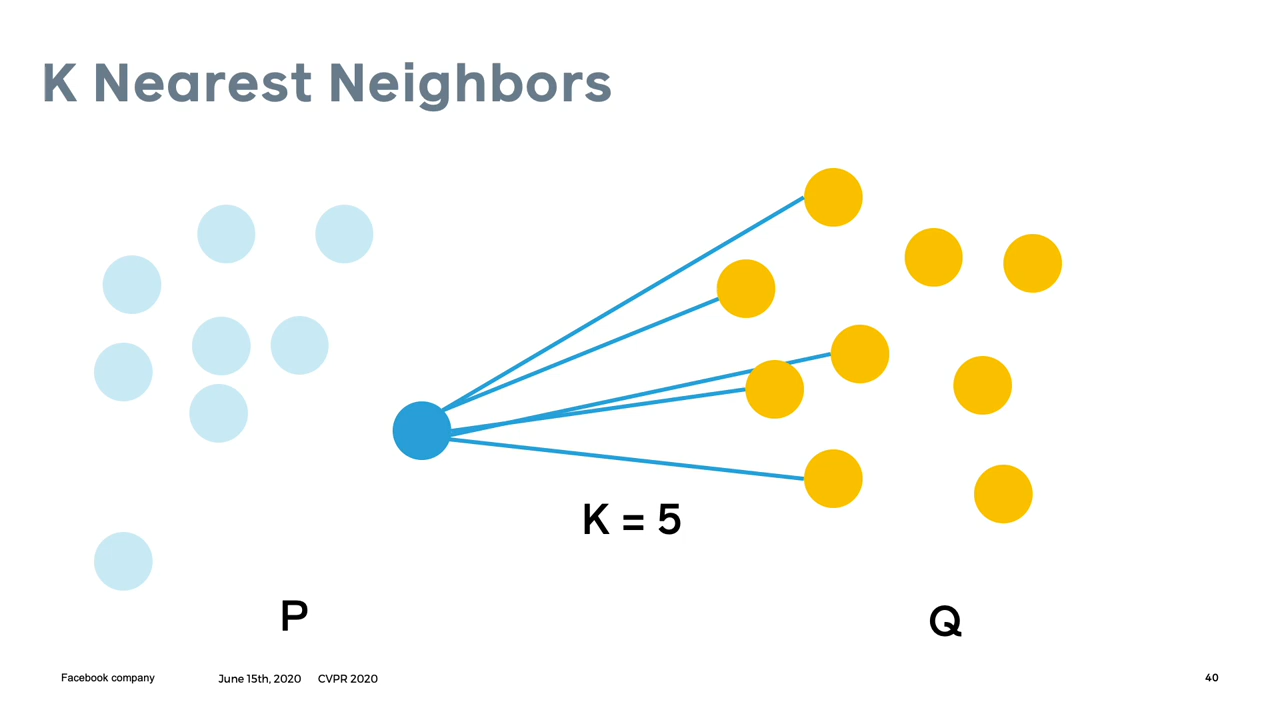 K Nearest Neighbors
K = 5
P
Q
Facebook company June 15th, 2020 CVPR 2020 40